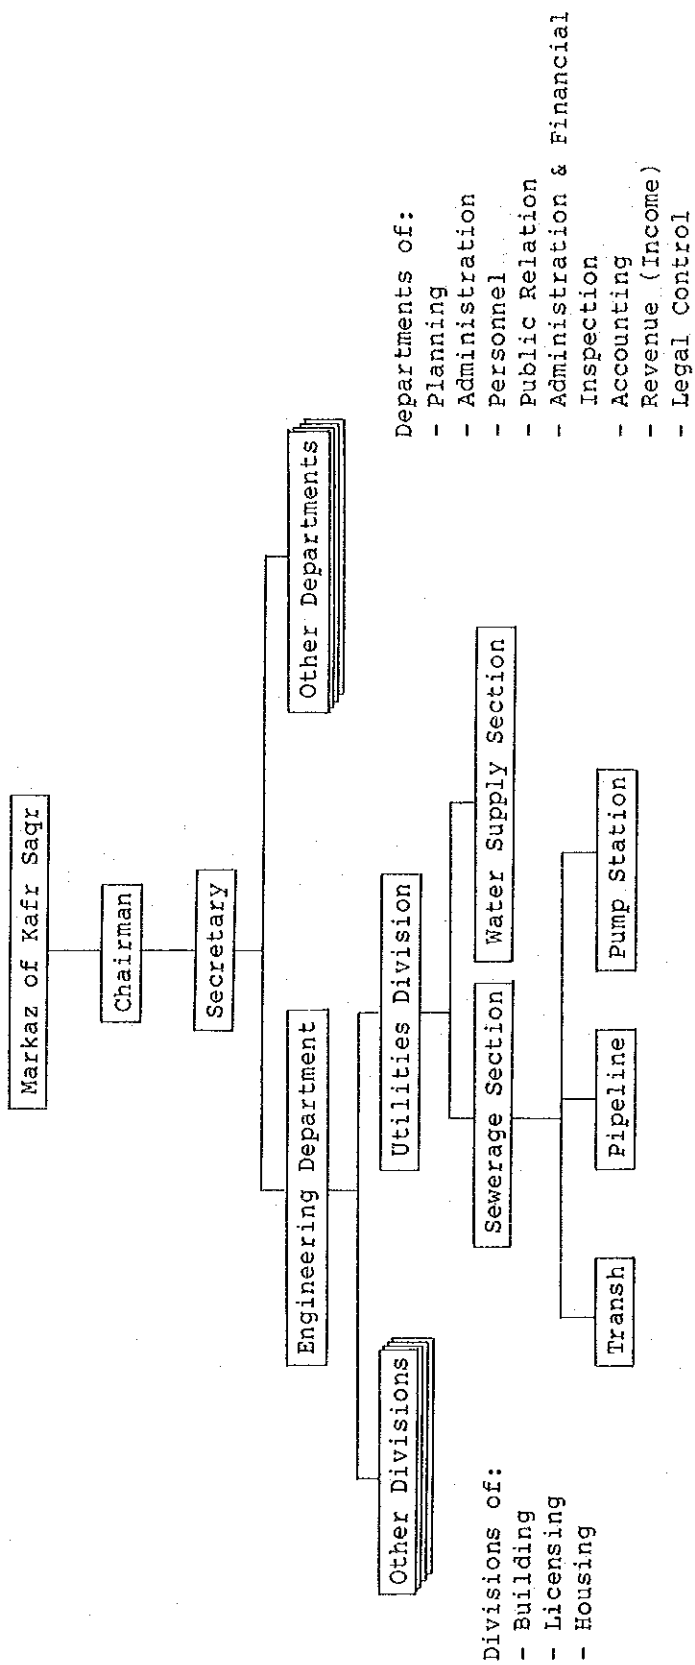 Markaz of Kafr Saqr
Chairman
Secretary
Engineering Department
Other Departments
Other Divisions
Utilities Division
Sewerage Section
Water Supply Section
Transh
Pipeline
Pump Station
Divisions of:
- Building
- Licensing
- Housing
Departments of:
- Planning
- Administration
- Personnel
- Public Relation
- Administration & Financial
Inspection
- Accounting
- Revenue (Income)
- Legal Control